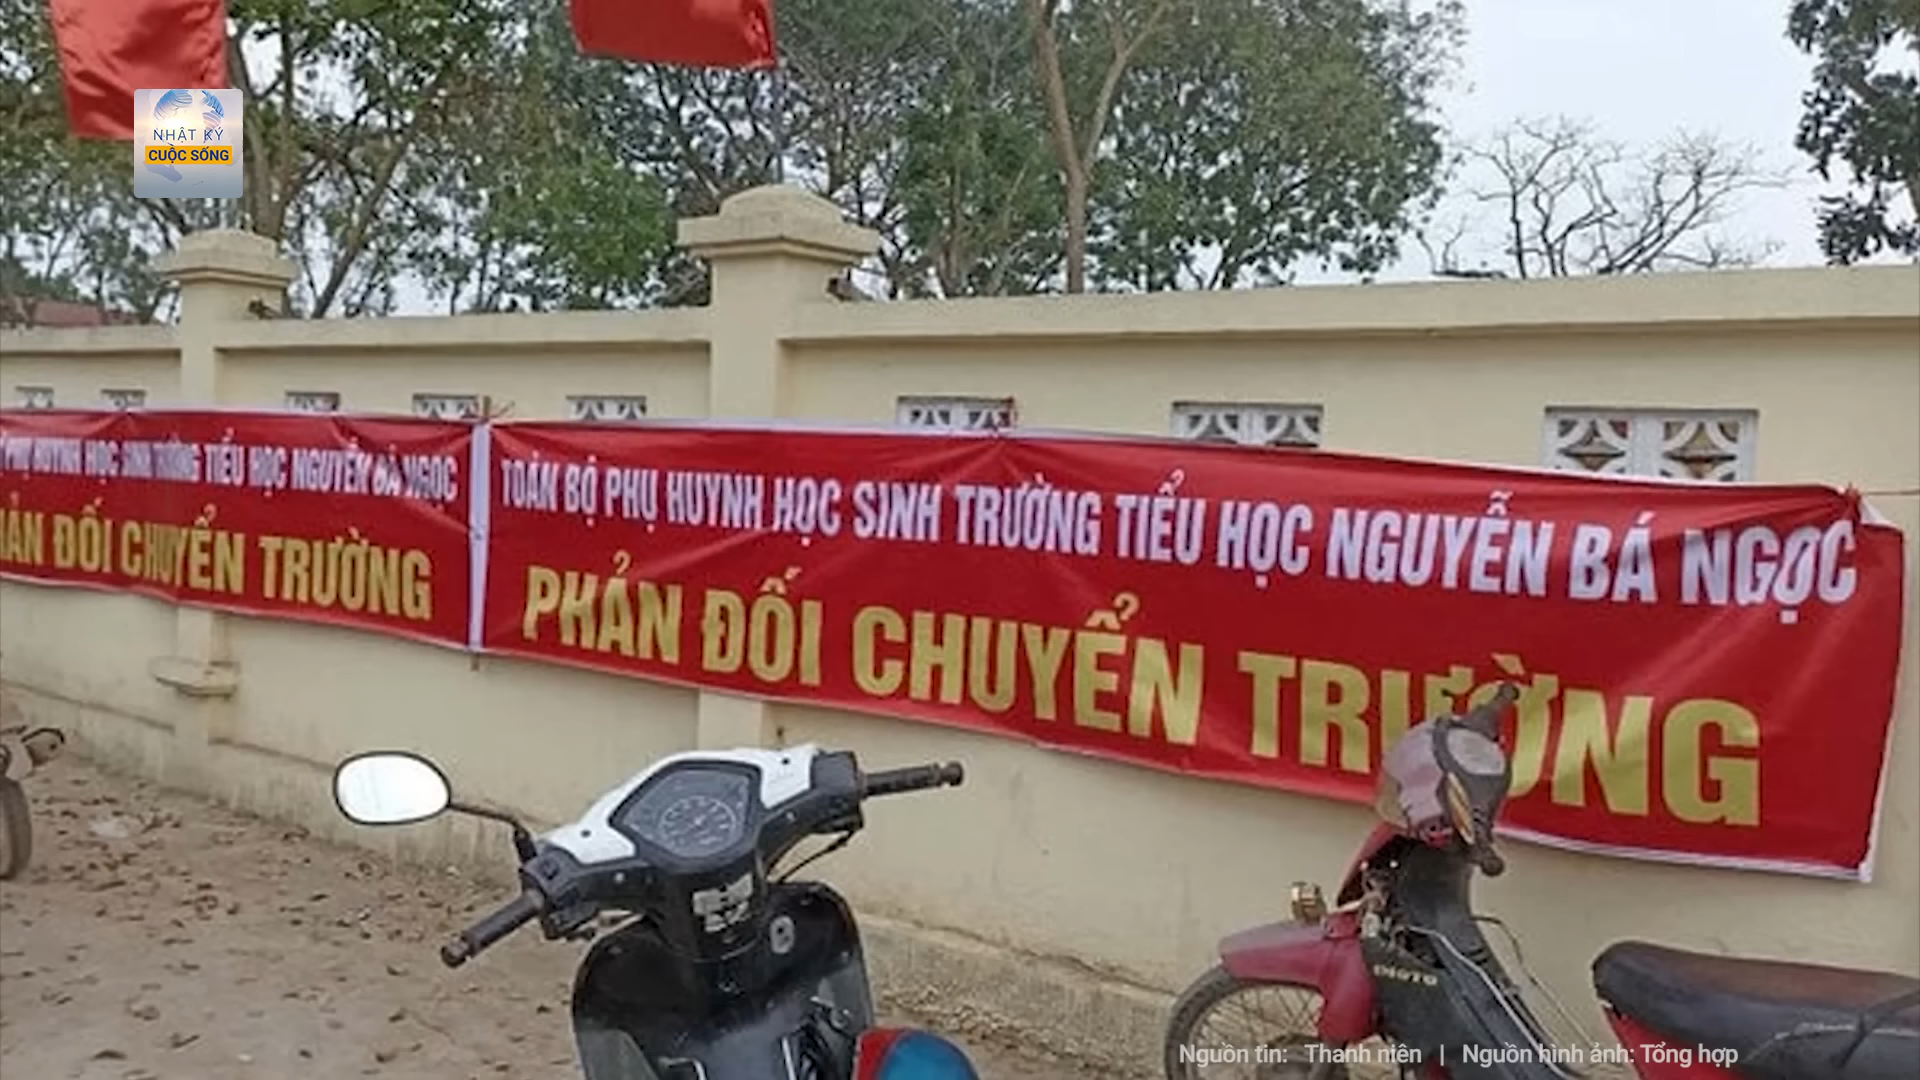 NHẬT KÝ
CUỘC SỐNG
PHỤ HUYNH HỌC SINH TRƯỜNG TIỂU HỌC NGUYỄN BÁ NGỌC
ĐỐI CHUYỂN TRƯỜNG
TOÀN BỘ PHỤ HUYNH HỌC SINH TRƯỜNG TIỂU HỌC NGUYỄN BÁ NGỌC
PHẢN ĐỐI CHUYỂN TRƯỜNG
Nguồn tin: Thanh niên | Nguồn hình ảnh: Tổng hợp